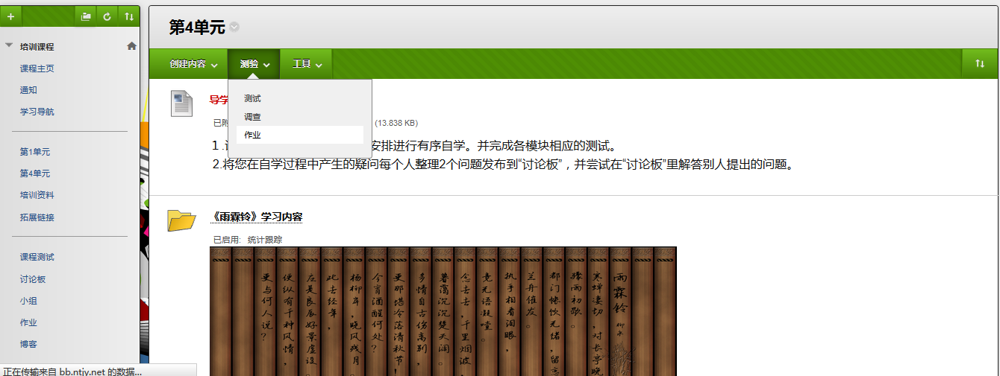 培训课程
课程主页
通知
学习导航
第1单元
第4单元
培训资料
拓展链接
课程测试
讨论板
小组
作业
博客
正在传输来自 bb.ntjy.net 的数据...
第4单元
创建内容
测验
工具
测试
调查
作业
导学
已附
(13.838 KB)
1.
安排进行有序自学。并完成各模块相应的测试。
2.将您在自学过程中产生的疑问每个人整理2个问题发布到“讨论板”，并尝试在“讨论板”里解答别人提出的问题。
《雨霖铃》学习内容
已启用: 统计跟踪
雨霖铃 柳永
寒蝉凄切，对长亭晚
骤雨初歇。
都门帐饮无绪，留恋
兰舟催发。
执手相看泪眼，
竟无语凝噎。
念去去，千里烟波，
暮霭沉沉楚天阔。
多情自古伤离别，
更那堪冷落清秋节！
今宵酒醒何处？
杨柳岸，晓风残月。
此去经年，
应是良辰好景虚设。
便纵有千种风情，
更与何人说？